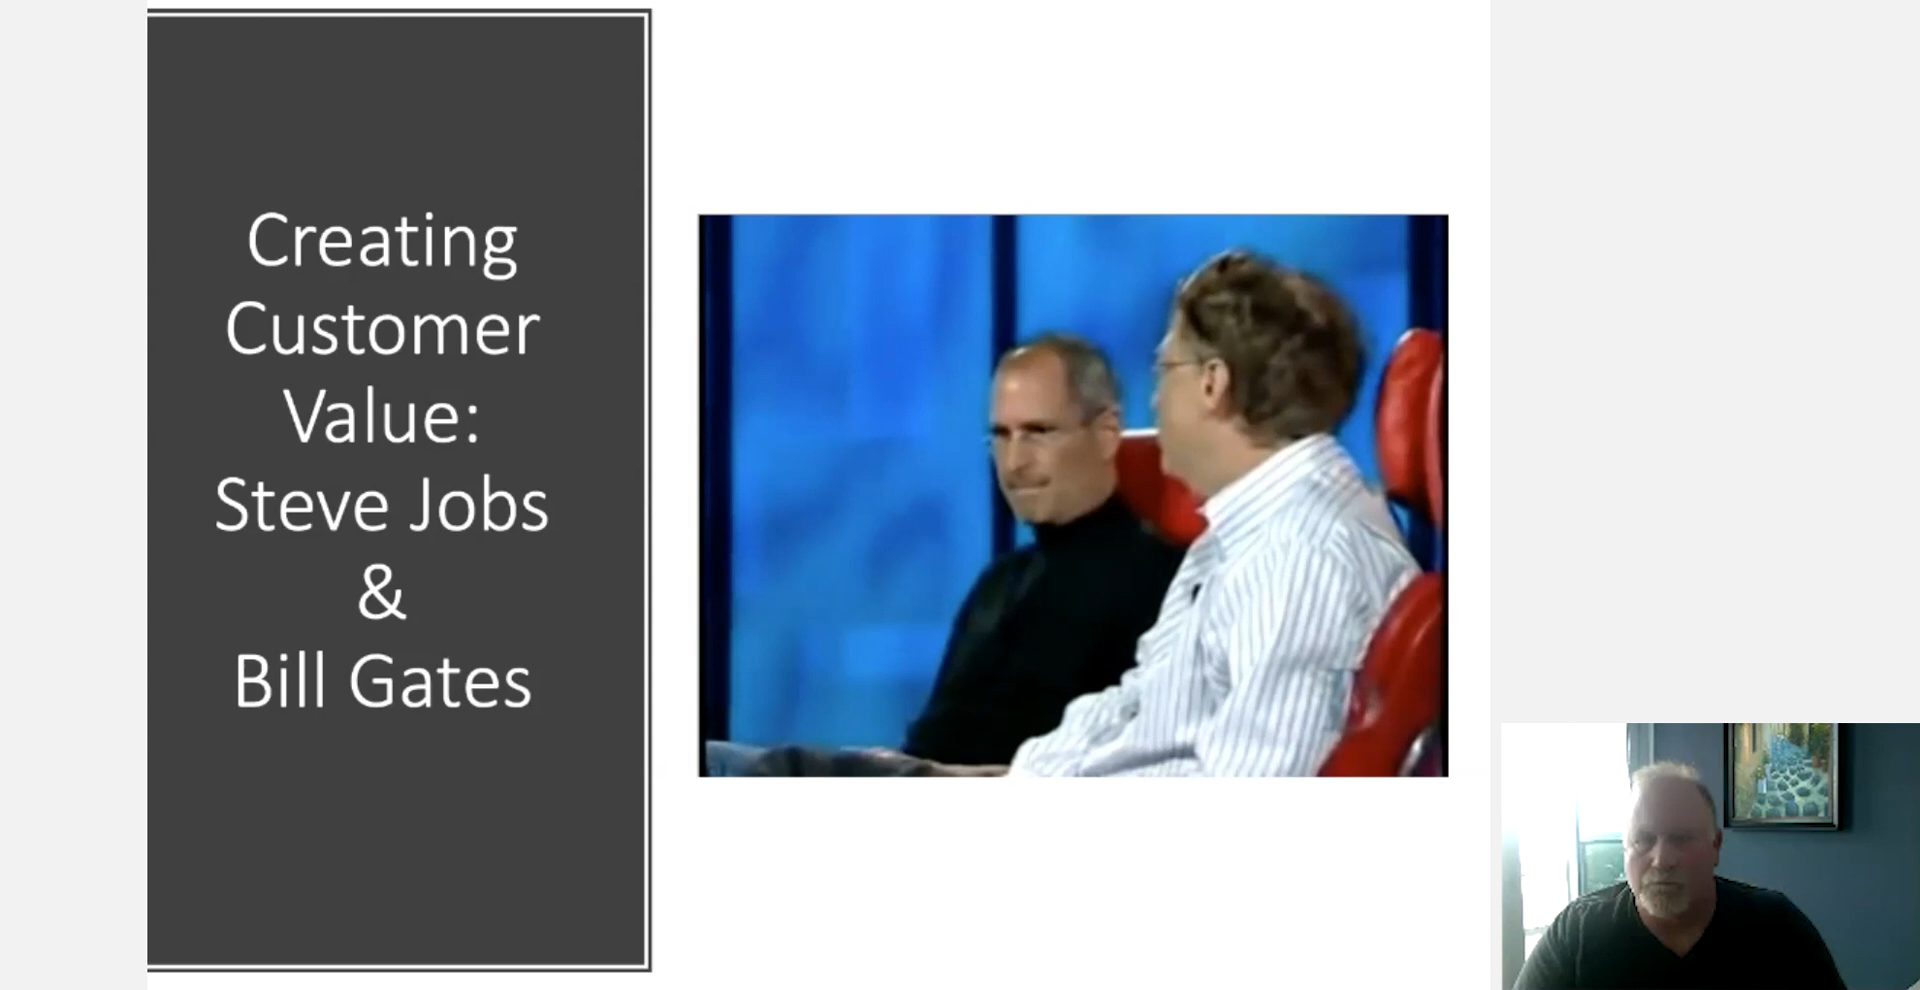 Creating
Customer
Value:
Steve Jobs
&
Bill Gates